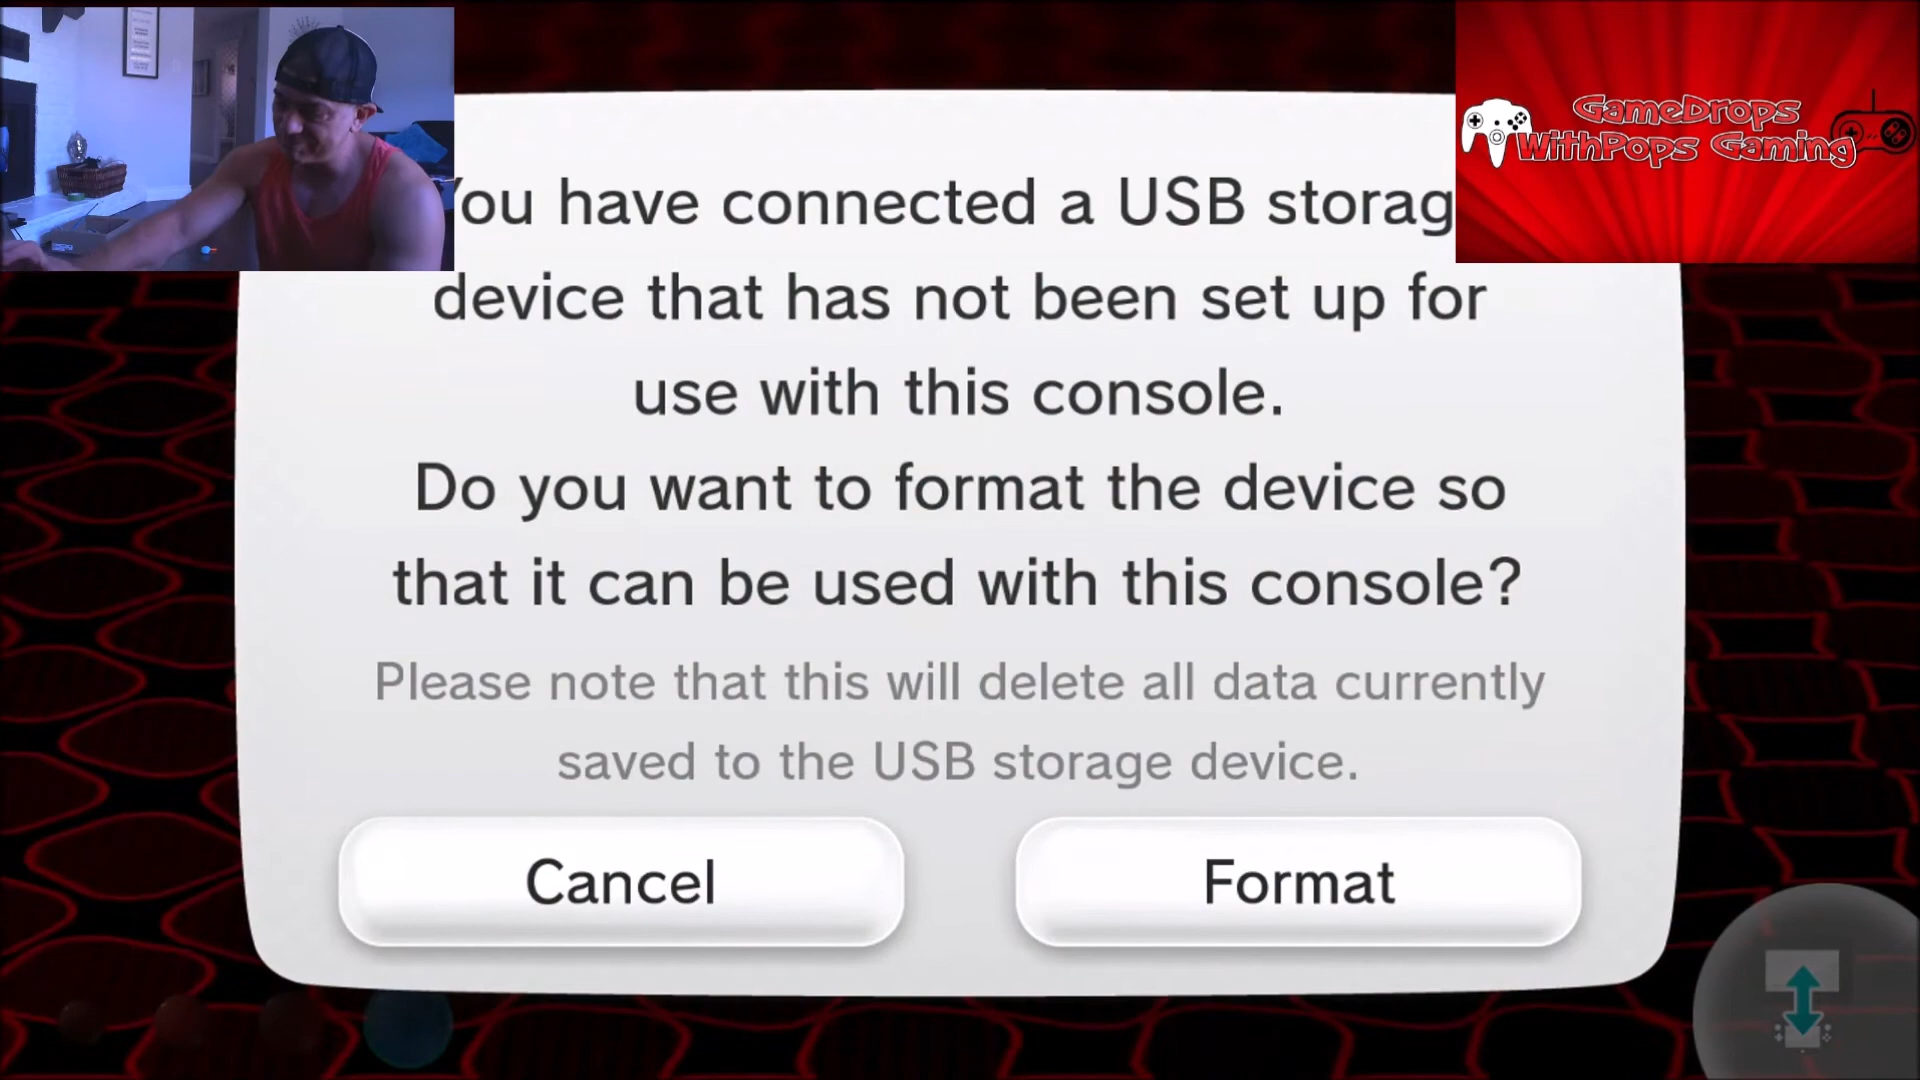 GameDrops
WithPops Gaming
You have connected a USB storag
device that has not been set up for
use with this console.
Do you want to format the device so
that it can be used with this console?
Please note that this will delete all data currently
saved to the USB storage device.
Cancel
Format